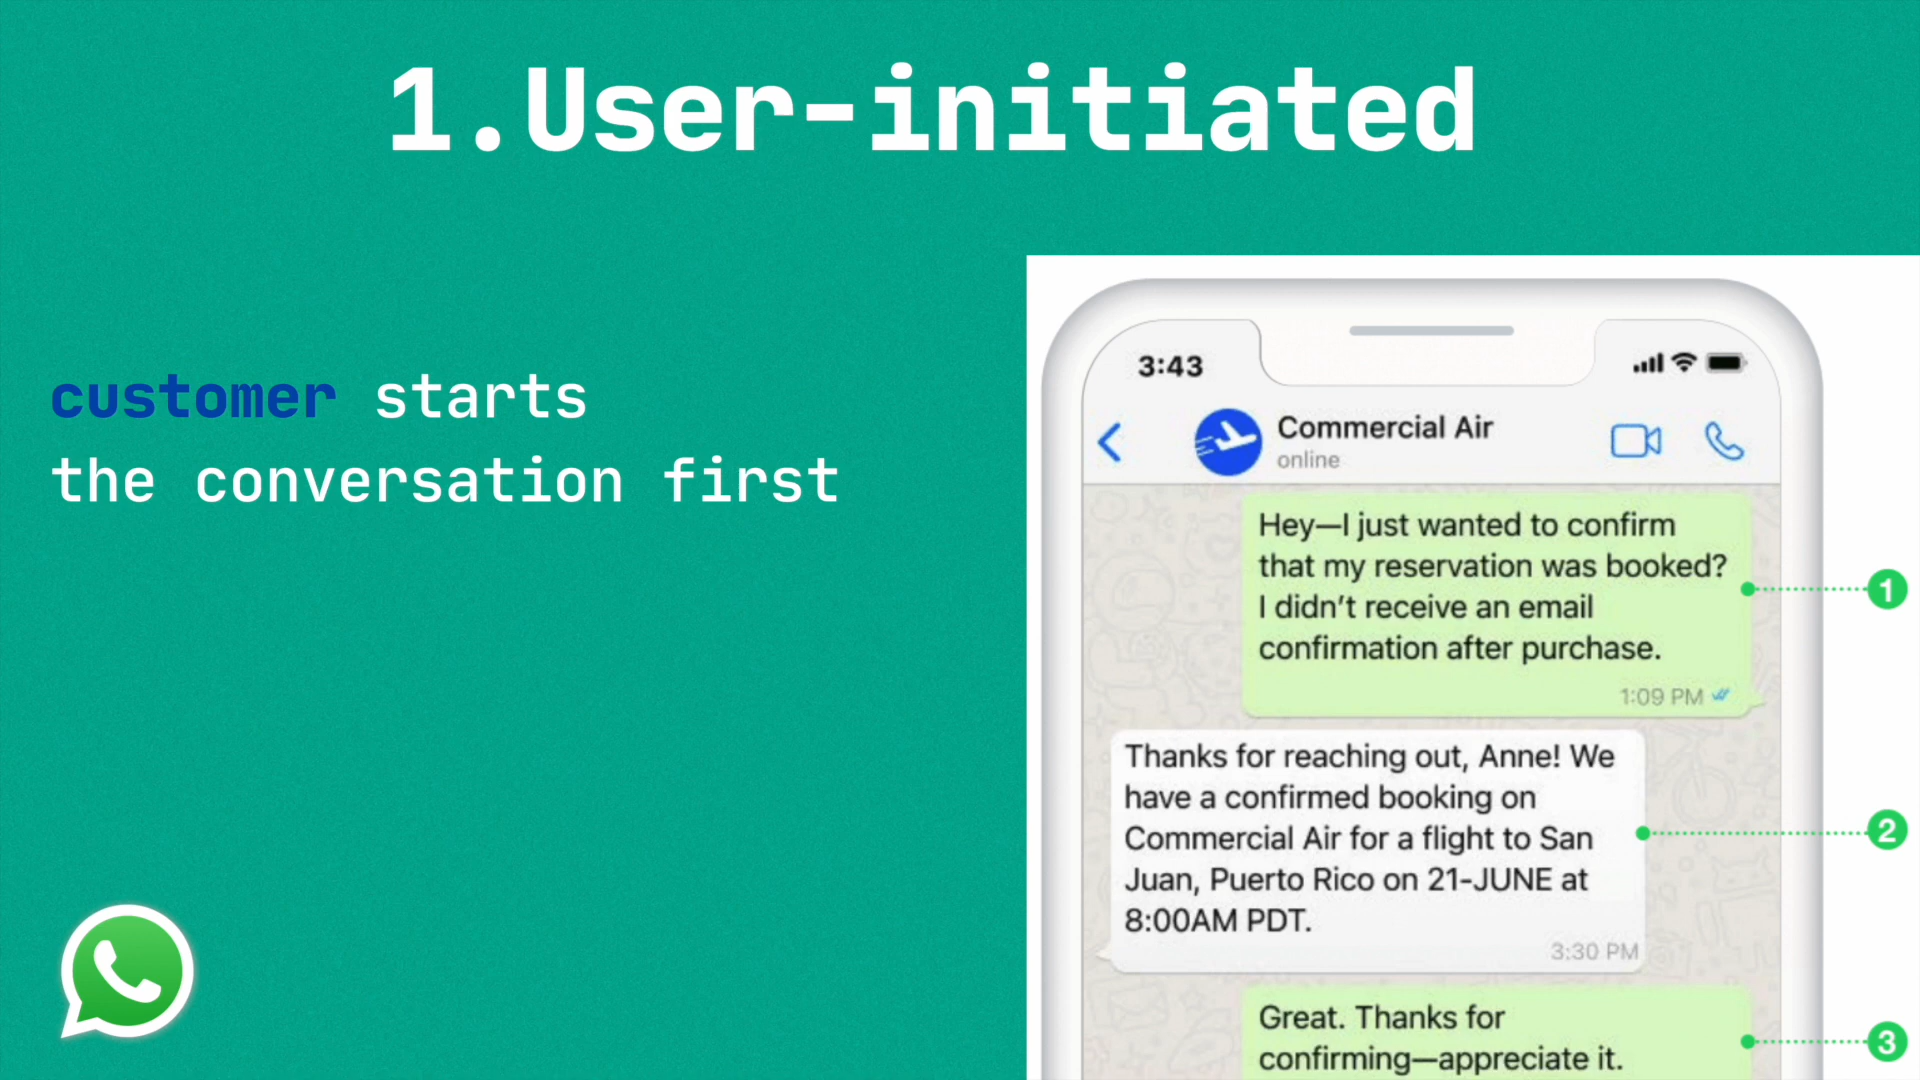 1.User-initiated
customer starts
the conversation first
3:43
Commercial Air
online
Hey—I just wanted to confirm
that my reservation was booked?
I didn't receive an email
confirmation after purchase.
1:09 PM
1
Thanks for reaching out, Anne! We
have a confirmed booking on
Commercial Air for a flight to San
Juan, Puerto Rico on 21-JUNE at
8:00AM PDT.
3:30 PM
2
Great. Thanks for
confirming—appreciate it.
3